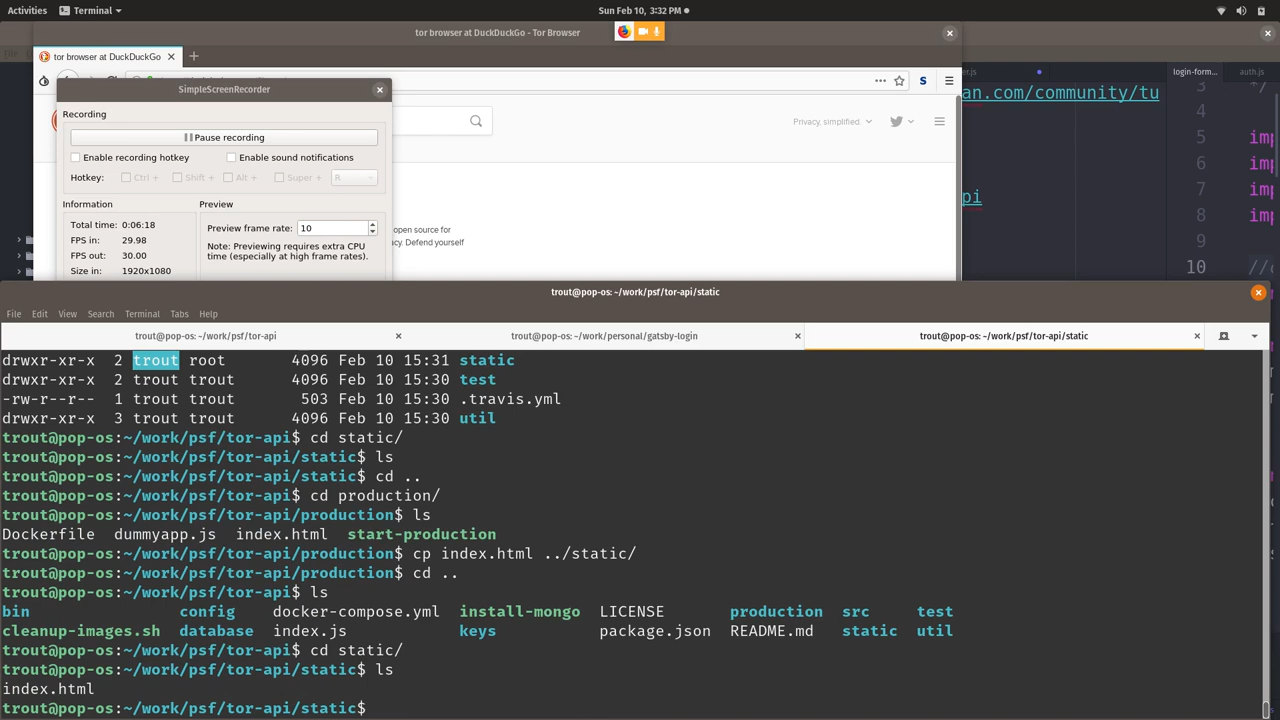 Activities
Terminal
Sun Feb 10, 3:32 PM
tor browser at DuckDuckGo - Tor Browser
tor browser at DuckDuckGo
S
SimpleScreenRecorder
Recording
Pause recording
Enable recording hotkey
Enable sound notifications
Hotkey: Ctrl + Shift + Alt + Super + R
Information
Preview
Total time: 0:06:18
FPS in: 29.98
FPS out: 30.00
Size in: 1920x1080
Preview frame rate: 10
Note: Previewing requires extra CPU
time (especially at high frame rates).
Privacy, simplified.
open source for
cy. Defend yourself
er.js
login-form...
auth.js
an.com/community/tu
pi
3 */
4
5 imp
6 imp
7 imp
8 imp
9
10 //c
trout@pop-os: ~/work/psf/tor-api/static
File Edit View Search Terminal Tabs Help
trout@pop-os: ~/work/psf/tor-api
trout@pop-os: ~/work/personal/gatsby-login
trout@pop-os: ~/work/psf/tor-api/static
drwxr-xr-x 2 trout root 4096 Feb 10 15:31 static
drwxr-xr-x 2 trout trout 4096 Feb 10 15:30 test
-rw-r--r-- 1 trout trout 503 Feb 10 15:30 .travis.yml
drwxr-xr-x 3 trout trout 4096 Feb 10 15:30 util
trout@pop-os:~/work/psf/tor-api$ cd static/
trout@pop-os:~/work/psf/tor-api/static$ ls
trout@pop-os:~/work/psf/tor-api/static$ cd ..
trout@pop-os:~/work/psf/tor-api$ cd production/
trout@pop-os:~/work/psf/tor-api/production$ ls
Dockerfile dummyapp.js index.html start-production
trout@pop-os:~/work/psf/tor-api/production$ cp index.html ../static/
trout@pop-os:~/work/psf/tor-api/production$ cd ..
trout@pop-os:~/work/psf/tor-api$ ls
bin config docker-compose.yml install-mongo LICENSE production src test
cleanup-images.sh database index.js keys package.json README.md static util
trout@pop-os:~/work/psf/tor-api$ cd static/
trout@pop-os:~/work/psf/tor-api/static$ ls
index.html
trout@pop-os:~/work/psf/tor-api/static$